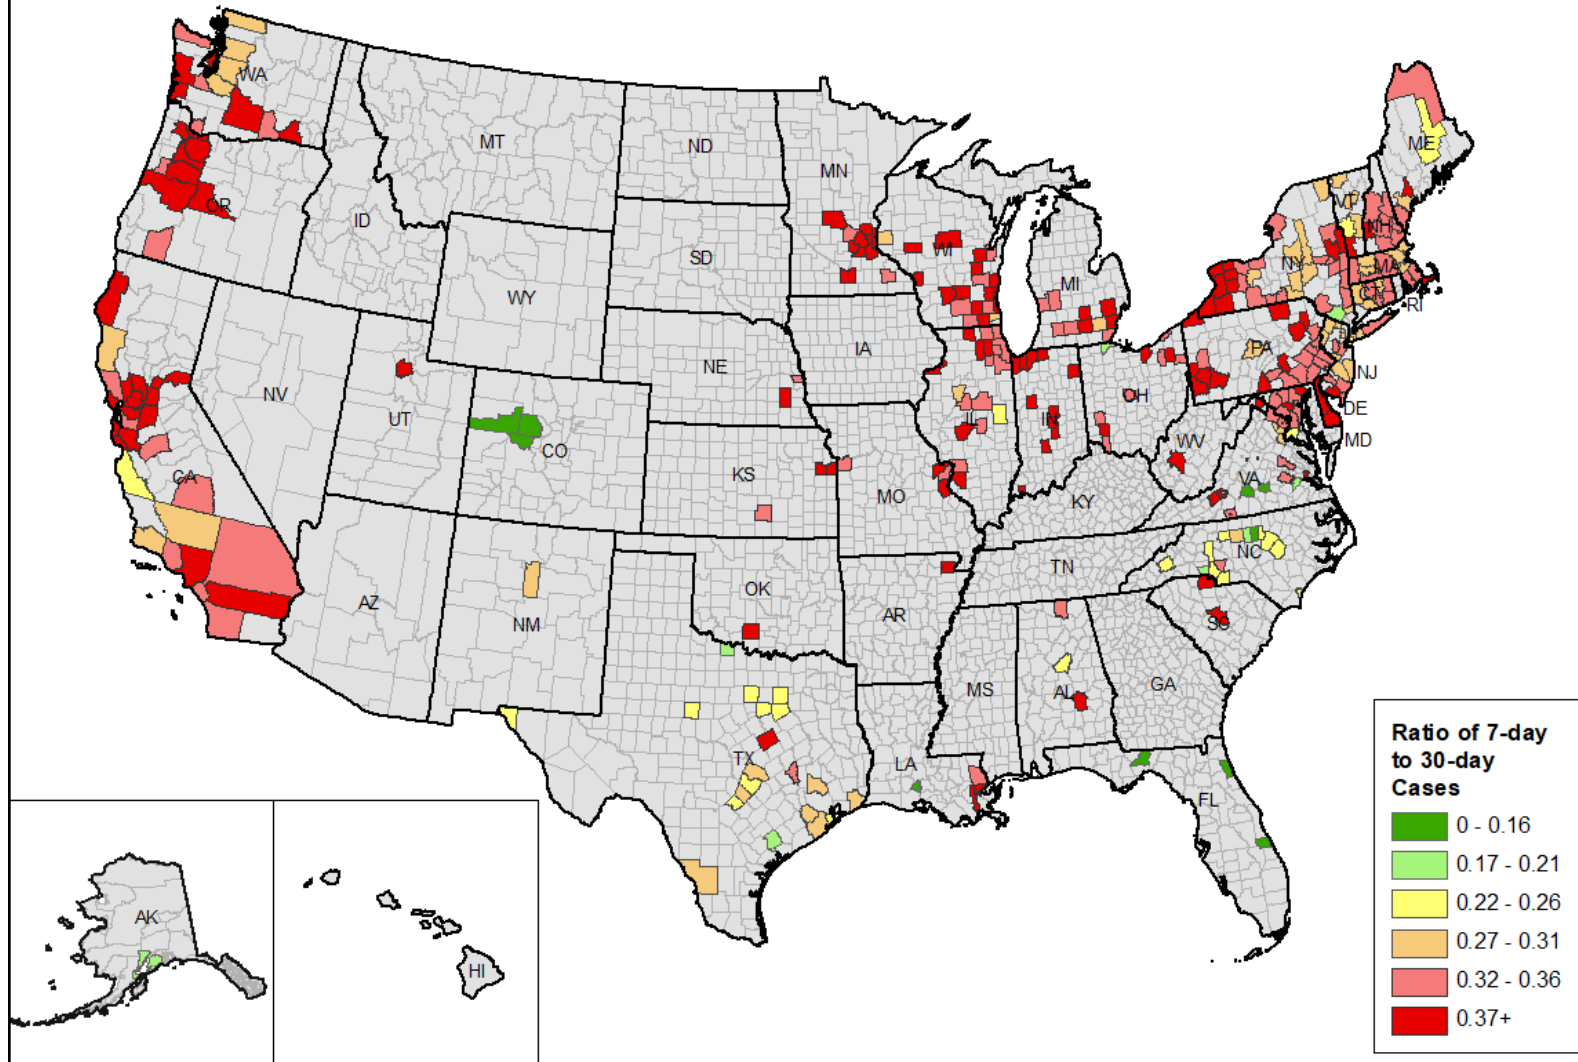 WA
MT
ND
MN
ME
OR
ID
SD
WI
MI
VT
NH
NY
MA
CT
RI
WY
IA
NE
PA
NJ
NV
UT
CO
IL
IN
OH
DE
MD
WV
CA
KS
MO
KY
VA
AZ
NM
OK
AR
TN
NC
SC
MS
AL
GA
TX
LA
FL
AK
HI
Ratio of 7-day
to 30-day
Cases
0 - 0.16
0.17 - 0.21
0.22 - 0.26
0.27 - 0.31
0.32 - 0.36
0.37+